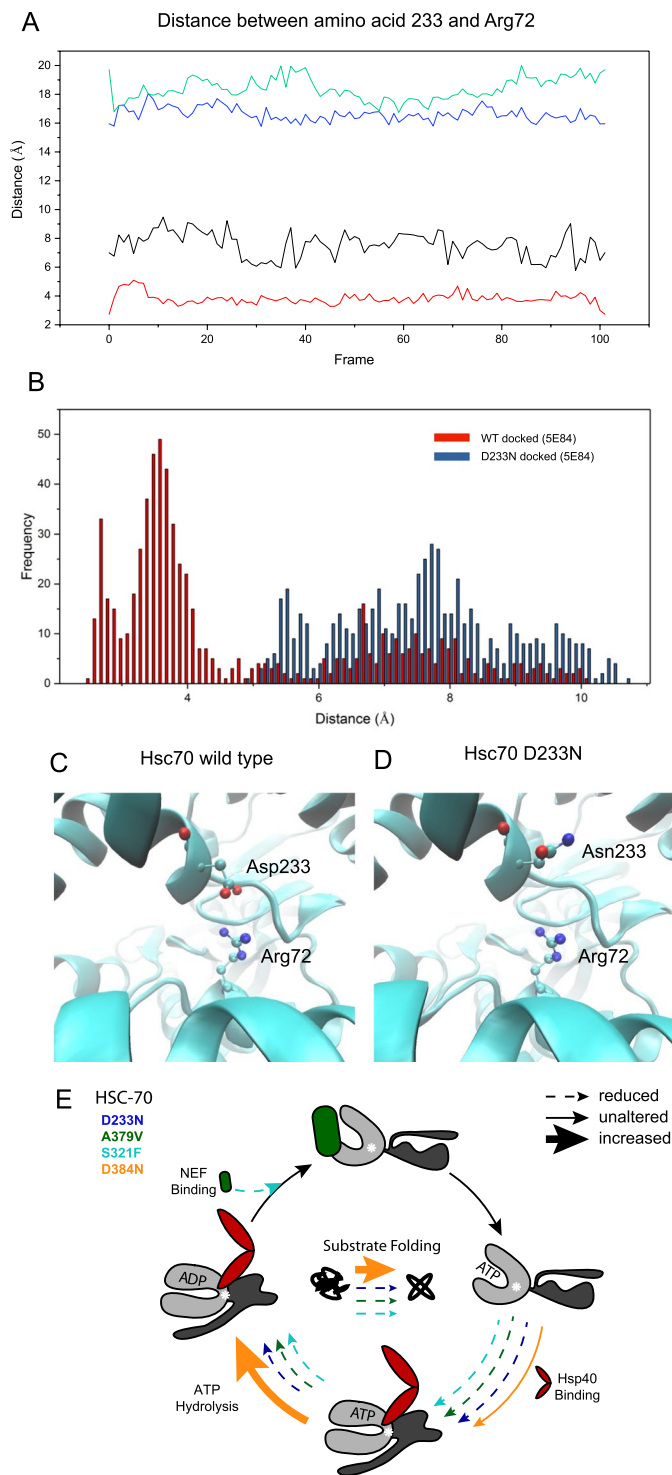 A
Distance between amino acid 233 and Arg72
20
18
16
14
12
10
8
6
4
2
Distance (Å)
0
20
40
60
80
100
Frame
B
50
40
30
20
10
0
Frequency
WT docked (5E84)
D233N docked (5E84)
4
6
8
10
Distance (Å)
C
Hsc70 wild type
D
Hsc70 D233N
Asp233
Arg72
Asn233
Arg72
E
HSC-70
D233N
A379V
S321F
D384N
reduced
unaltered
increased
NEF
Binding
Substrate Folding
ADP
ATP
Hsp40
Binding
ATP
Hydrolysis
ATP